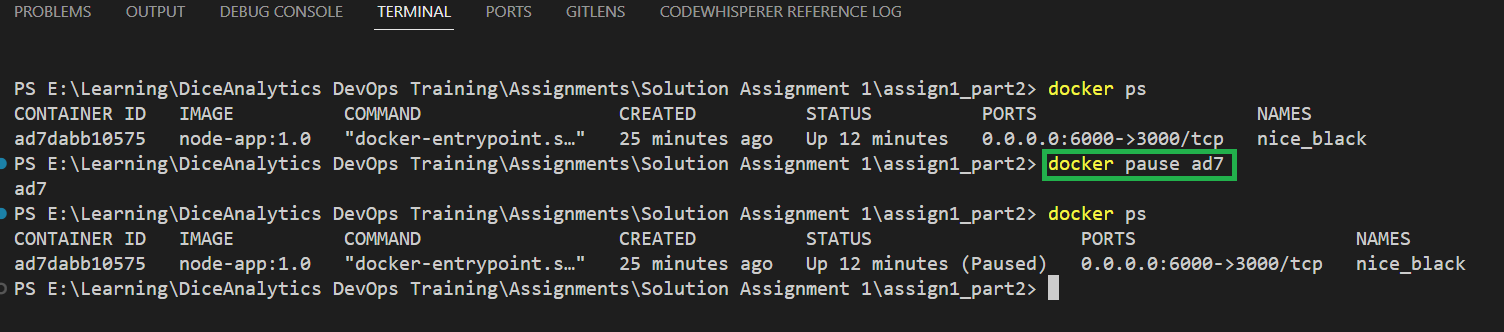 PROBLEMS OUTPUT DEBUG CONSOLE TERMINAL PORTS GITLENS CODEWHISPERER REFERENCE LOG
PS E:\Learning\DiceAnalytics DevOps Training\Assignments\Solution Assignment 1\assign1_part2> docker ps
CONTAINER ID IMAGE COMMAND CREATED STATUS PORTS NAMES
ad7dabb10575 node-app:1.0 "docker-entrypoint.s…" 25 minutes ago Up 12 minutes 0.0.0.0:6000->3000/tcp nice_black
PS E:\Learning\DiceAnalytics DevOps Training\Assignments\Solution Assignment 1\assign1_part2> docker pause ad7
ad7
PS E:\Learning\DiceAnalytics DevOps Training\Assignments\Solution Assignment 1\assign1_part2> docker ps
CONTAINER ID IMAGE COMMAND CREATED STATUS PORTS NAMES
ad7dabb10575 node-app:1.0 "docker-entrypoint.s…" 25 minutes ago Up 12 minutes (Paused) 0.0.0.0:6000->3000/tcp nice_black
PS E:\Learning\DiceAnalytics DevOps Training\Assignments\Solution Assignment 1\assign1_part2>